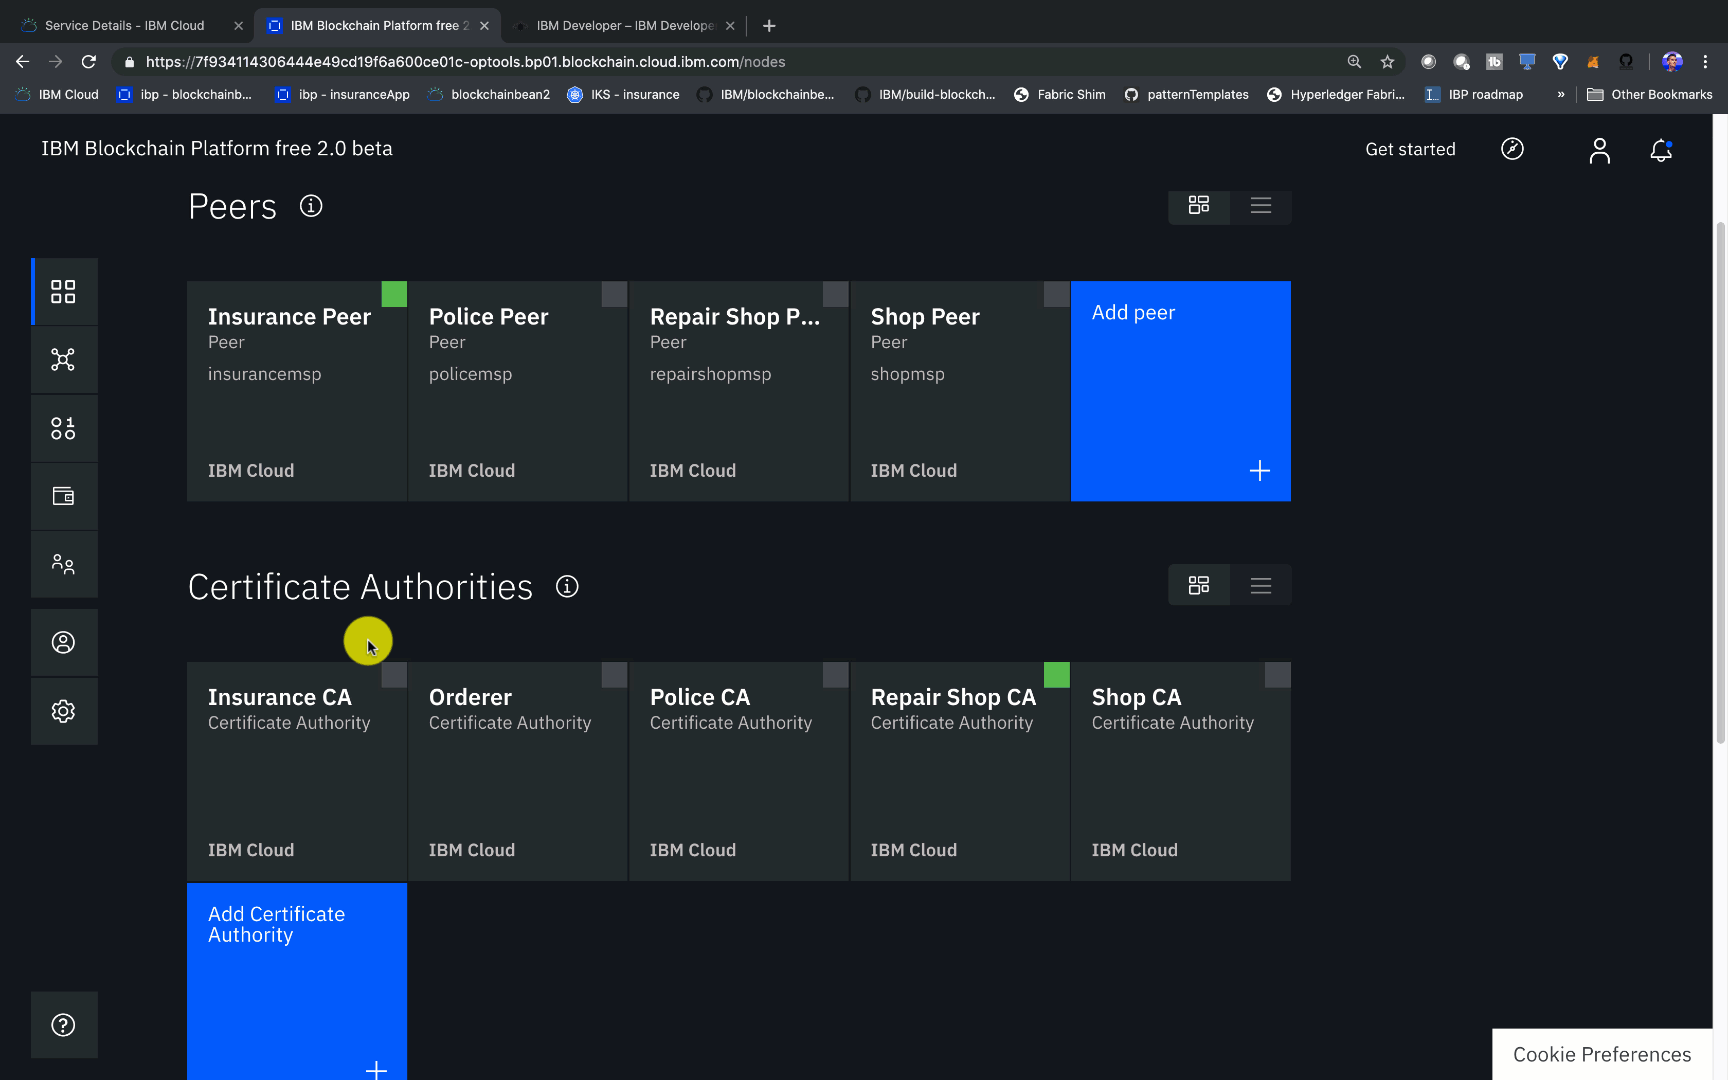 Service Details - IBM Cloud
IBM Blockchain Platform free 2
IBM Developer – IBM Develope
https://7f934114306444e49cd19f6a600ce01c-optools.bp01.blockchain.cloud.ibm.com/nodes
IBM Cloud
ibp - blockchainb...
ibp - insuranceApp
blockchainbean2
IKS - insurance
IBM/blockchainbe...
IBM/build-blockch...
Fabric Shim
patternTemplates
Hyperledger Fabri...
IBP roadmap
»
Other Bookmarks
IBM Blockchain Platform free 2.0 beta
Get started
Peers
Insurance Peer
Peer
insurancemsp
IBM Cloud
Police Peer
Peer
policemsp
IBM Cloud
Repair Shop P...
Peer
repairshopmsp
IBM Cloud
Shop Peer
Peer
shopmsp
IBM Cloud
Add peer
Certificate Authorities
Insurance CA
Certificate Authority
IBM Cloud
Orderer
Certificate Authority
IBM Cloud
Police CA
Certificate Authority
IBM Cloud
Repair Shop CA
Certificate Authority
IBM Cloud
Shop CA
Certificate Authority
IBM Cloud
Add Certificate
Authority
Cookie Preferences